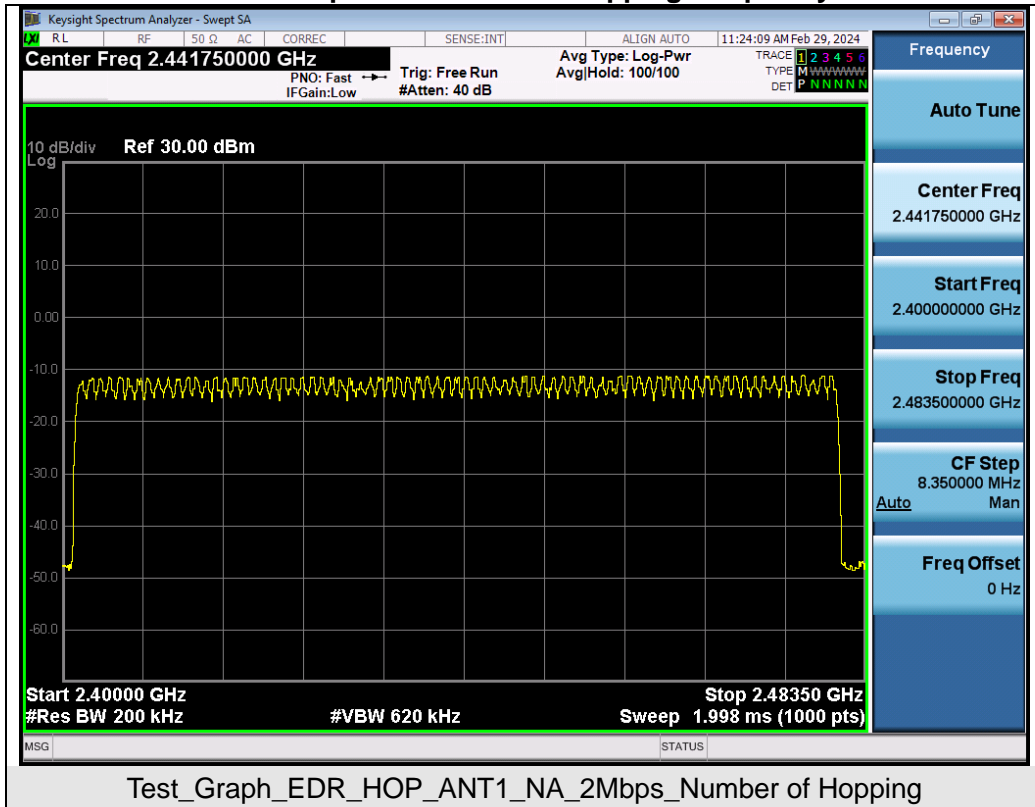 Keysight Spectrum Analyzer - Swept SA
LXI RL RF 50 Ω AC CORREC SENSE:INT ALIGN AUTO 11:24:09 AM Feb 29, 2024
Center Freq 2.441750000 GHz
PNO: Fast
IFGain:Low
Trig: Free Run
#Atten: 40 dB
Avg Type: Log-Pwr
Avg|Hold: 100/100
TRACE 1 2 3 4 5 6
TYPE M WWWWW
DET P N N N N N
10 dB/div Ref 30.00 dBm
Log
20.0
10.0
0.00
-10.0
-20.0
-30.0
-40.0
-50.0
-60.0
Start 2.40000 GHz Stop 2.48350 GHz
#Res BW 200 kHz #VBW 620 kHz Sweep 1.998 ms (1000 pts)
MSG STATUS
Frequency
Auto Tune
Center Freq
2.441750000 GHz
Start Freq
2.400000000 GHz
Stop Freq
2.483500000 GHz
CF Step
8.350000 MHz
Auto Man
Freq Offset
0 Hz
Test_Graph_EDR_HOP_ANT1_NA_2Mbps_Number of Hopping